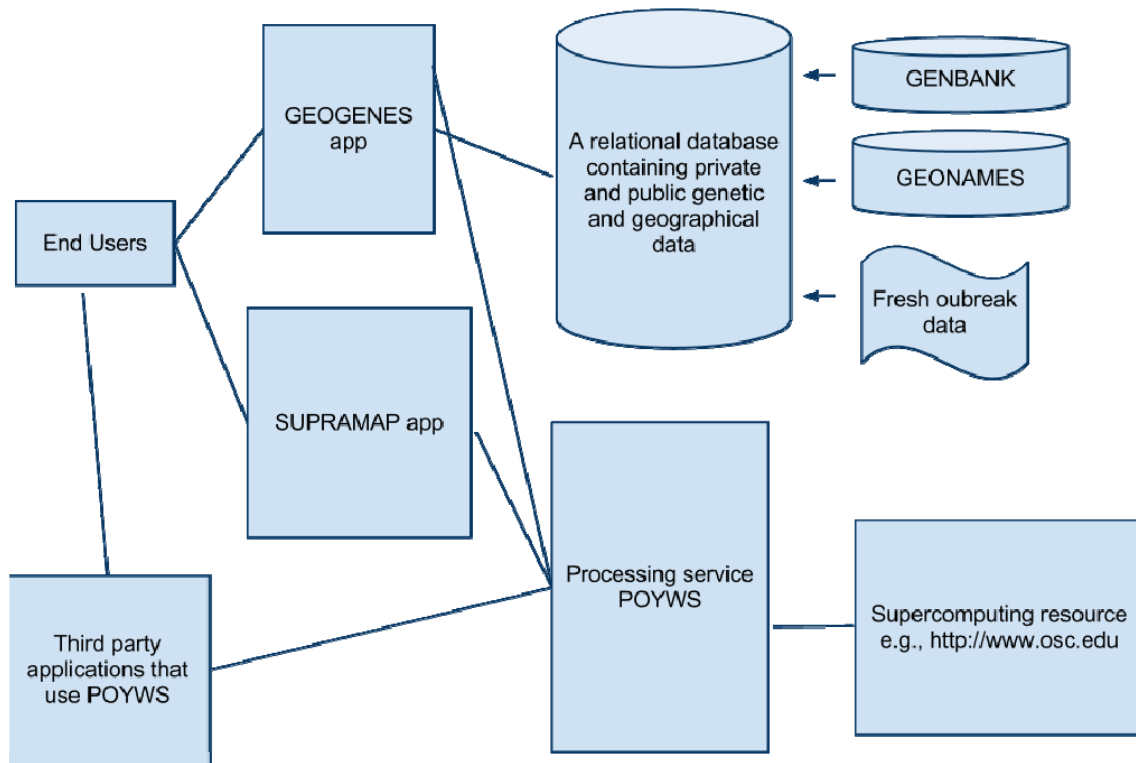 GEOGENES
app
A relational database
containing private
and public genetic
and geographical
data
GENBANK
GEONAMES
Fresh oubreak
data
End Users
SUPRAMAP app
Processing service
POYWS
Supercomputing resource
e.g., http://www.osc.edu
Third party
applications that
use POYWS